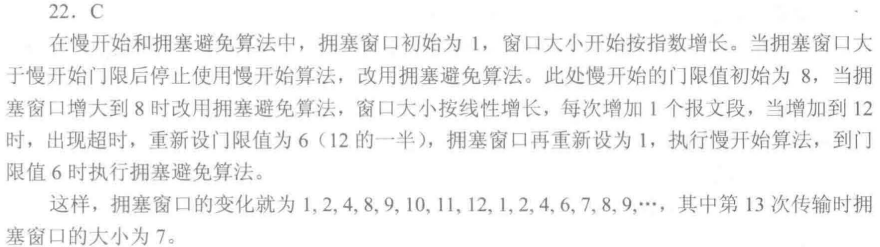 22．C
在慢开始和拥塞避免算法中，拥塞窗口初始为 1，窗口大小开始按指数增长。当拥塞窗口大
于慢开始门限后停止使用慢开始算法，改用拥塞避免算法。此处慢开始的门限值初始为 8，当拥
塞窗口增大到 8 时改用拥塞避免算法，窗口大小按线性增长，每次增加 1 个报文段，当增加到 12
时，出现超时，重新设门限值为 6（12 的一半），拥塞窗口再重新设为 1，执行慢开始算法，到门
限值 6 时执行拥塞避免算法。
这样，拥塞窗口的变化就为 1, 2, 4, 8, 9, 10, 11, 12, 1, 2, 4, 6, 7, 8, 9,…，其中第 13 次传输时拥
塞窗口的大小为 7。